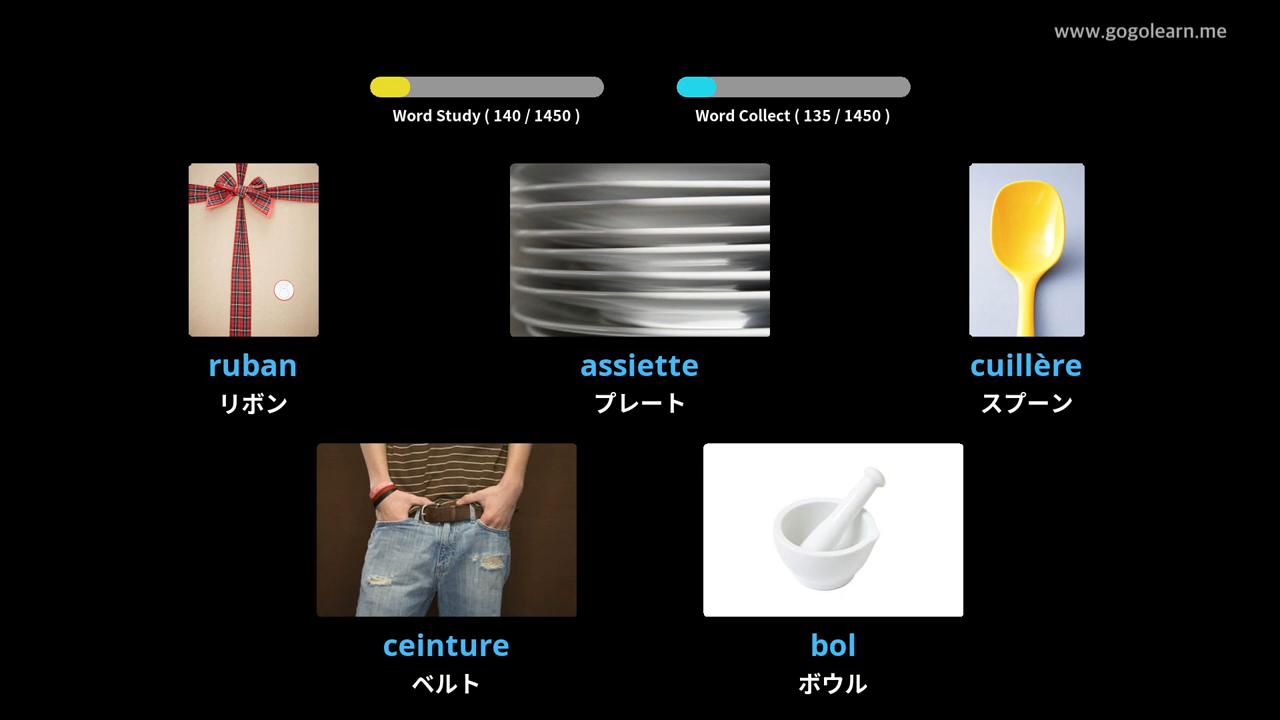 www.gogolearn.me
Word Study ( 140 / 1450 )
Word Collect ( 135 / 1450 )
ruban
リボン
assiette
プレート
cuillère
スプーン
ceinture
ベルト
bol
ボウル